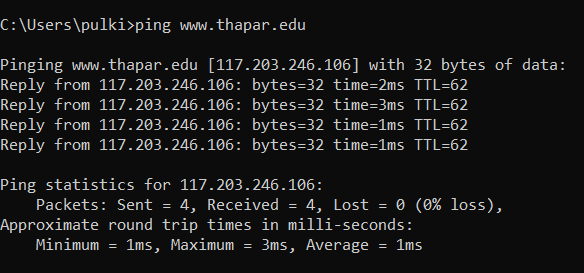 C:\Users\pulki>ping www.thapar.edu
Pinging www.thapar.edu [117.203.246.106] with 32 bytes of data:
Reply from 117.203.246.106: bytes=32 time=2ms TTL=62
Reply from 117.203.246.106: bytes=32 time=3ms TTL=62
Reply from 117.203.246.106: bytes=32 time=1ms TTL=62
Reply from 117.203.246.106: bytes=32 time=1ms TTL=62
Ping statistics for 117.203.246.106:
    Packets: Sent = 4, Received = 4, Lost = 0 (0% loss),
Approximate round trip times in milli-seconds:
    Minimum = 1ms, Maximum = 3ms, Average = 1ms